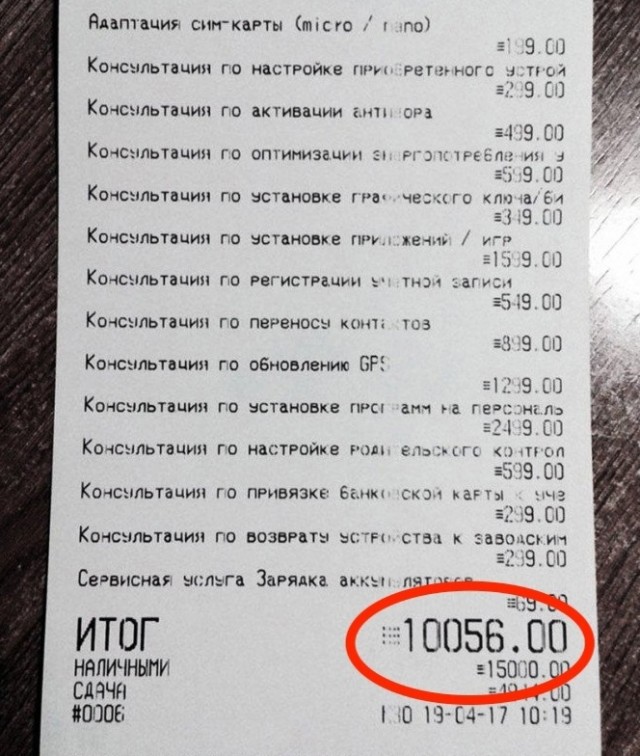 Адаптация сим-карты (micro / nano)
≡199.00
Консультация по настройке приобретенного устрой
≡299.00
Консультация по активации антивора
≡499.00
Консультация по оптимизации энергопотребления у
≡599.00
Консультация по установке графического ключа/би
≡349.00
Консультация по установке приложений / игр
≡1599.00
Консультация по регистрации учетной записи
≡549.00
Консультация по переносу контактов
≡899.00
Консультация по обновлению GPS
≡1299.00
Консультация по установке программ на персональ
≡2499.00
Консультация по настройке родительского контрол
≡599.00
Консультация по привязке банковской карты к уче
≡299.00
Консультация по возврату устройства к заводским
≡299.00
Сервисная услуга Зарядка аккумуляторов
≡69.00
ИТОГ ≡10056.00
НАЛИЧНЫМИ ≡15000.00
СДАЧА ≡4944.00
#0006 19-04-17 10:19